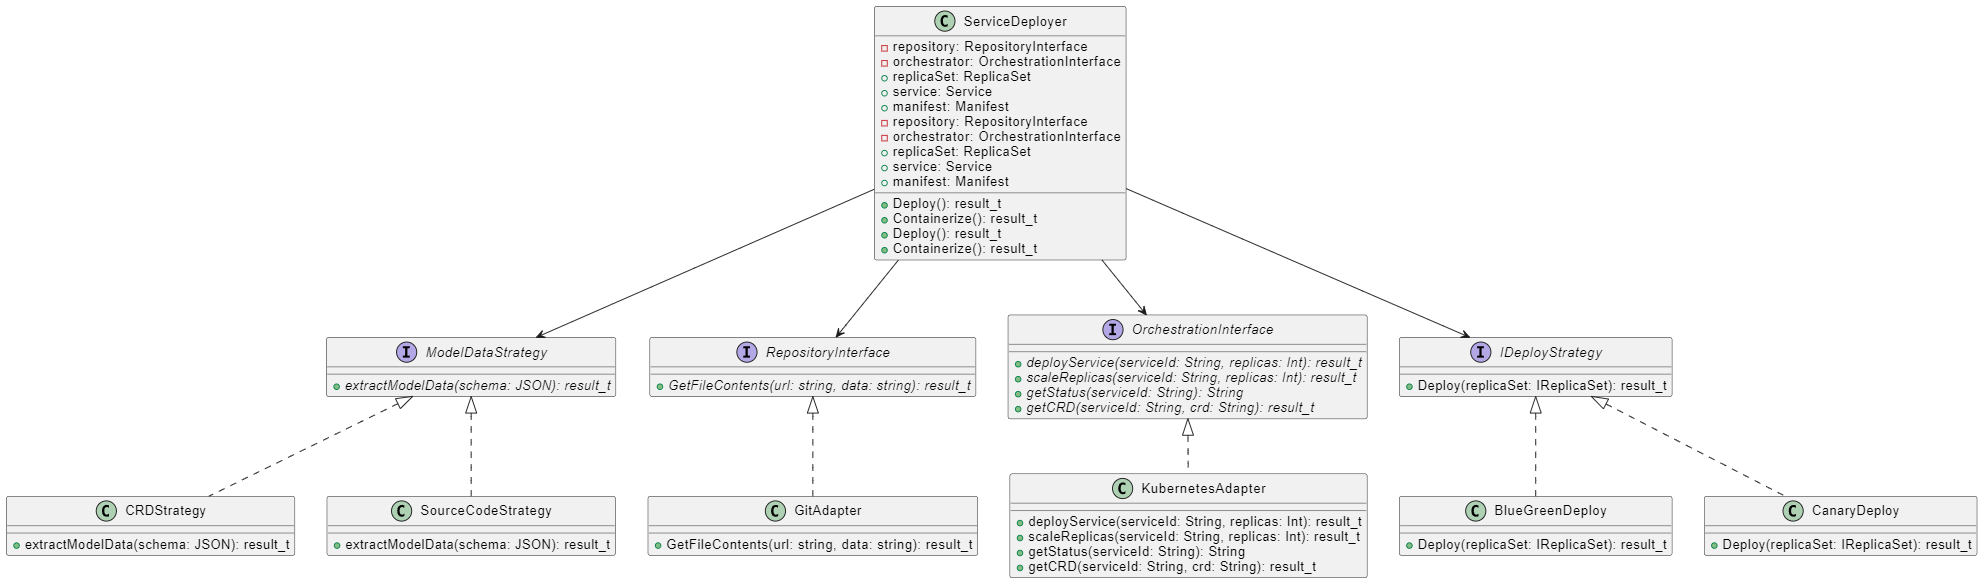 C ServiceDeployer
repository: RepositoryInterface
orchestrator: OrchestrationInterface
replicaSet: ReplicaSet
service: Service
manifest: Manifest
repository: RepositoryInterface
orchestrator: OrchestrationInterface
replicaSet: ReplicaSet
service: Service
manifest: Manifest
Deploy(): result_t
Containerize(): result_t
Deploy(): result_t
Containerize(): result_t
I ModelDataStrategy
extractModelData(schema: JSON): result_t
I RepositoryInterface
GetFileContents(url: string, data: string): result_t
I OrchestrationInterface
deployService(serviceId: String, replicas: Int): result_t
scaleReplicas(serviceId: String, replicas: Int): result_t
getStatus(serviceId: String): String
getCRD(serviceId: String, crd: String): result_t
I IDeployStrategy
Deploy(replicaSet: IReplicaSet): result_t
C CRDStrategy
extractModelData(schema: JSON): result_t
C SourceCodeStrategy
extractModelData(schema: JSON): result_t
C GitAdapter
GetFileContents(url: string, data: string): result_t
C KubernetesAdapter
deployService(serviceId: String, replicas: Int): result_t
scaleReplicas(serviceId: String, replicas: Int): result_t
getStatus(serviceId: String): String
getCRD(serviceId: String, crd: String): result_t
C BlueGreenDeploy
Deploy(replicaSet: IReplicaSet): result_t
C CanaryDeploy
Deploy(replicaSet: IReplicaSet): result_t